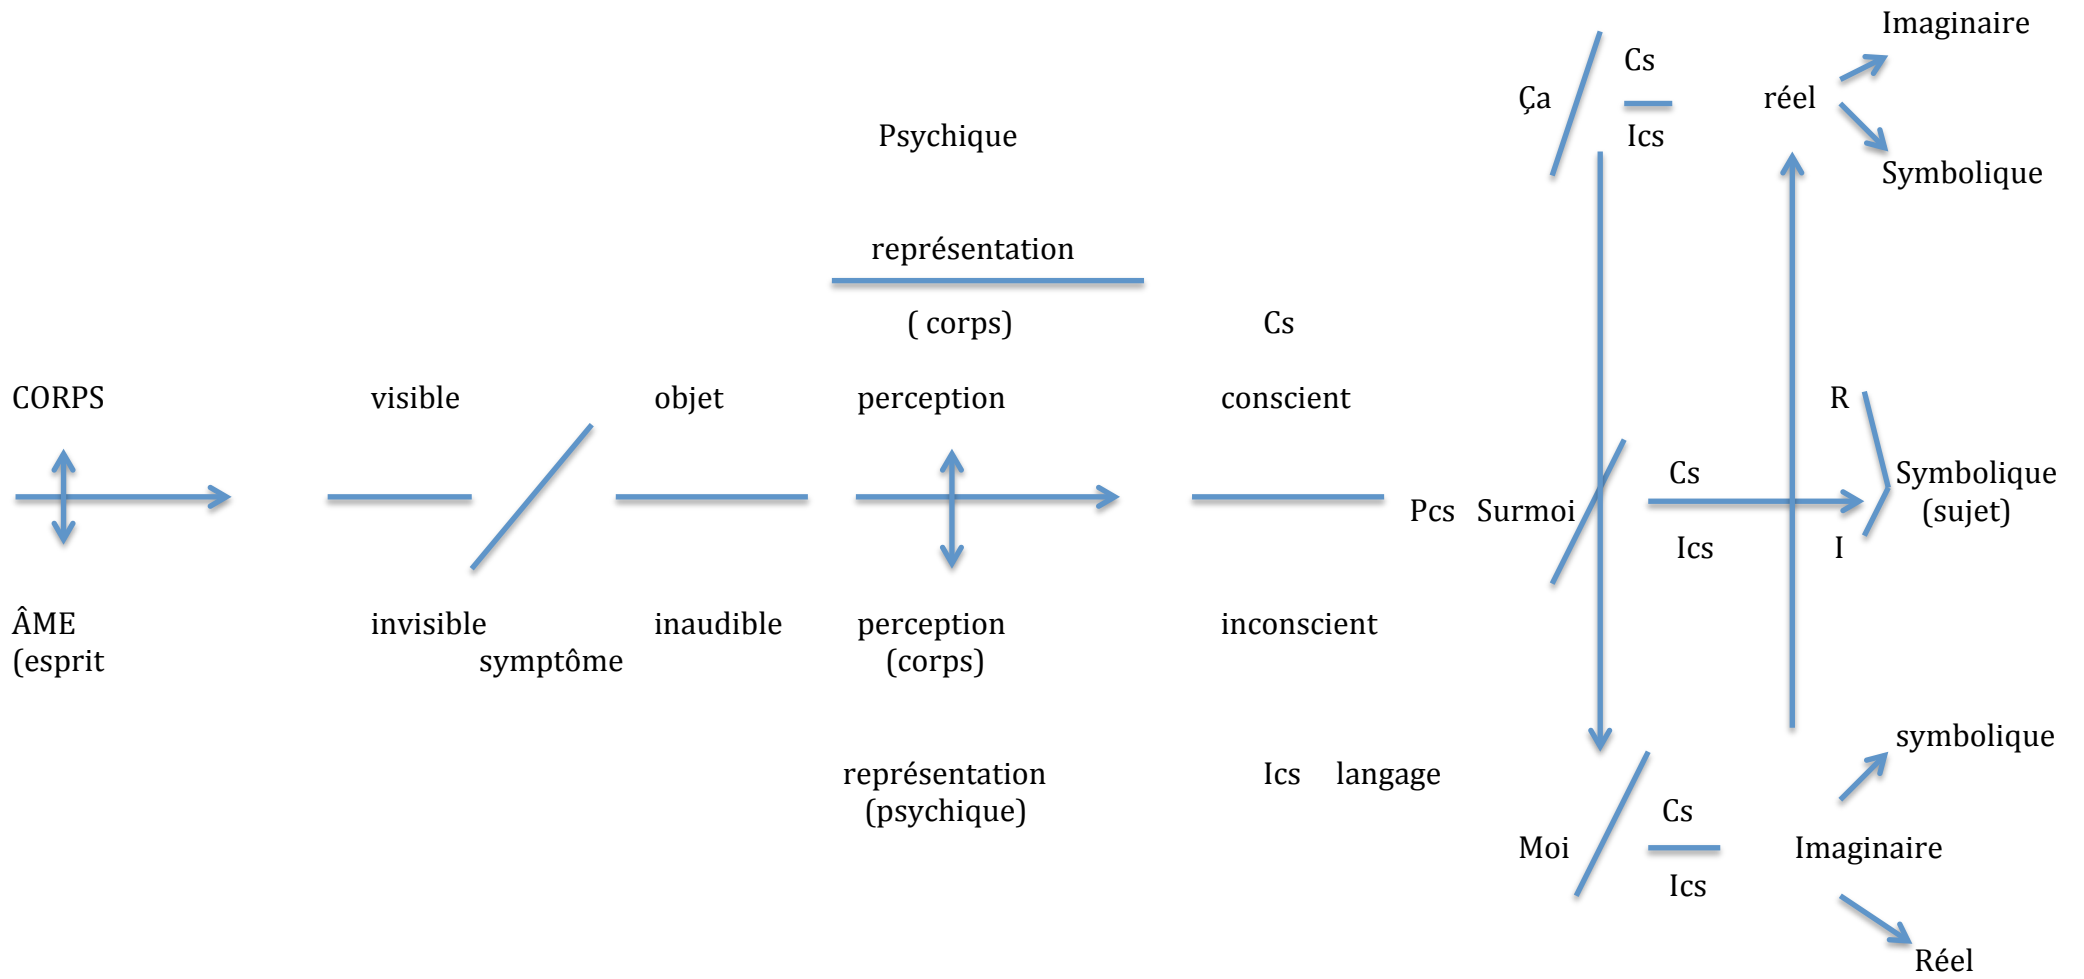 Imaginaire
Cs
Ça
réel
Psychique
Ics
Symbolique
représentation
( corps)
Cs
CORPS
visible
objet
perception
conscient
R
Cs
Symbolique
Pcs Surmoi
(sujet)
Ics
I
ÂME
invisible
inaudible
perception
inconscient
(esprit
symptôme
(corps)
symbolique
représentation
Ics langage
(psychique)
Cs
Moi
Imaginaire
Ics
Réel